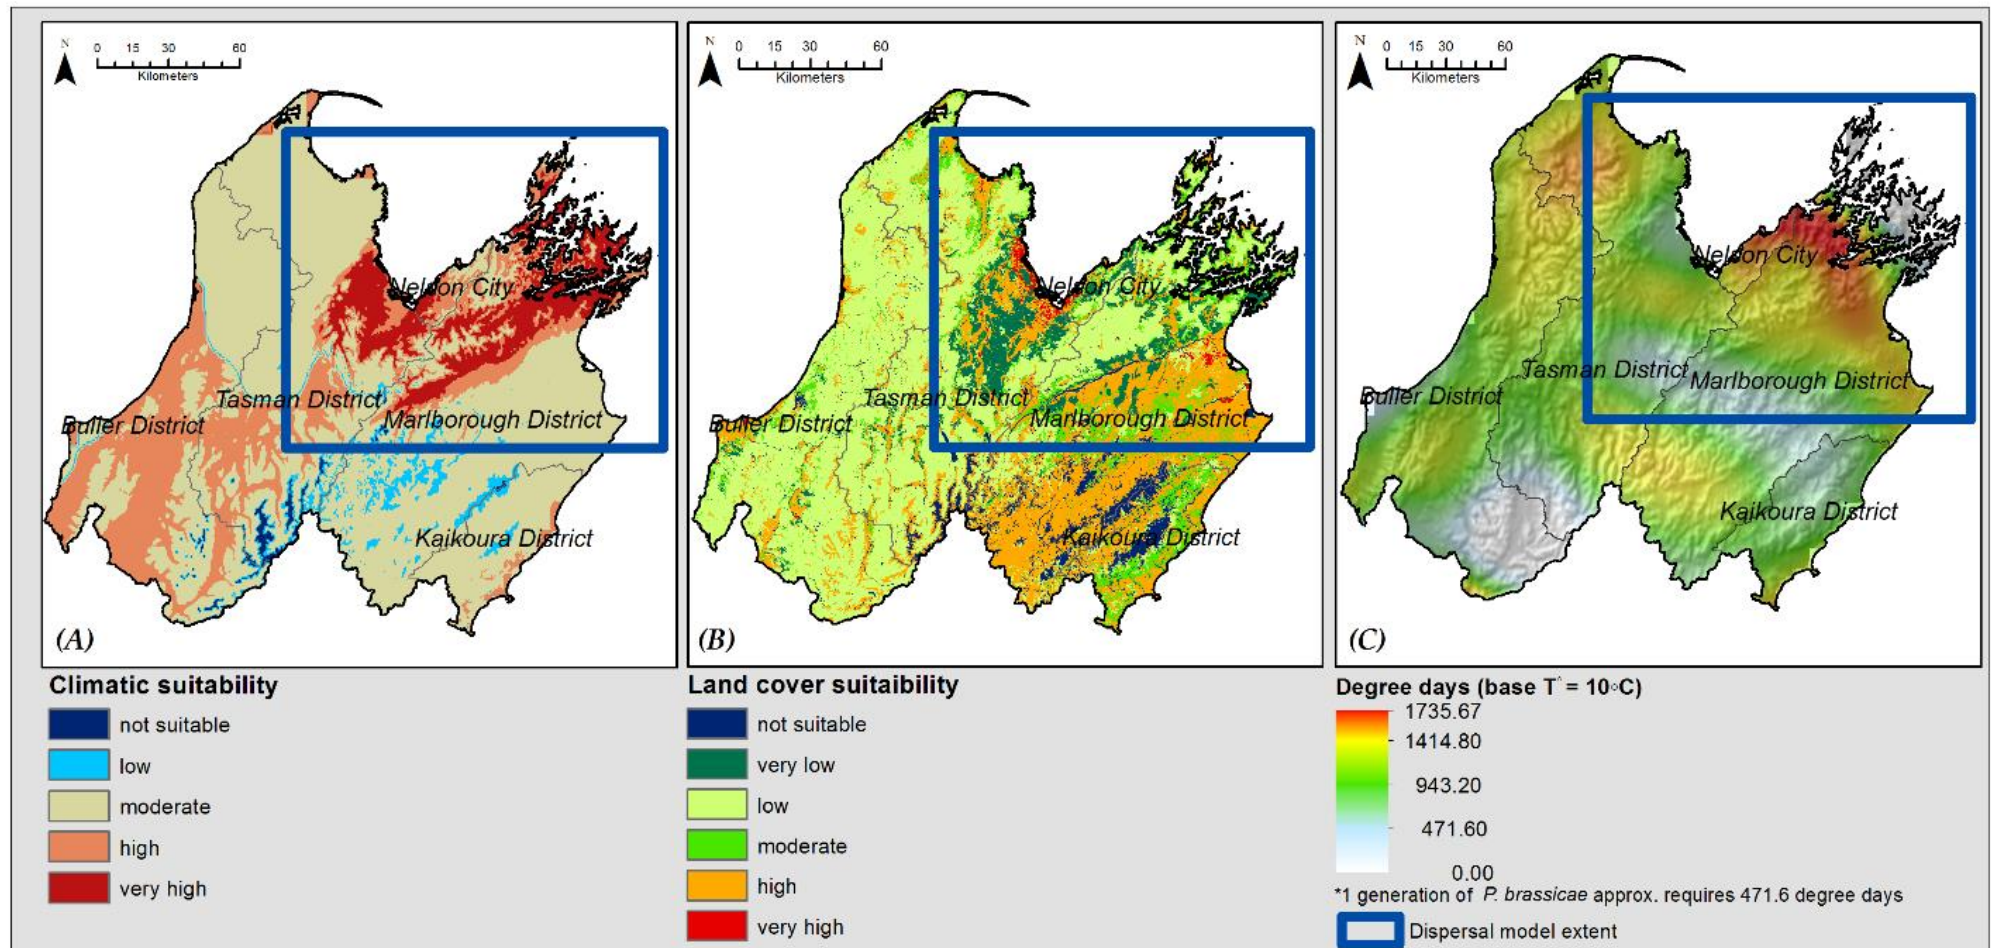 N
0 15 30 60
Kilometers
Nelson City
Tasman District
Buller District
Marlborough District
Kaikoura District
(A)
N
0 15 30 60
Kilometers
Nelson City
Tasman District
Buller District
Marlborough District
Kaikoura District
(B)
N
0 15 30 60
Kilometers
Nelson City
Tasman District
Marlborough District
Buller District
Kaikoura District
(C)
Climatic suitability
not suitable
low
moderate
high
very high
Land cover suitaibility
not suitable
very low
low
moderate
high
very high
Degree days (base T^ = 10◦C)
1735.67
1414.80
943.20
471.60
0.00
*1 generation of P. brassicae approx. requires 471.6 degree days
Dispersal model extent